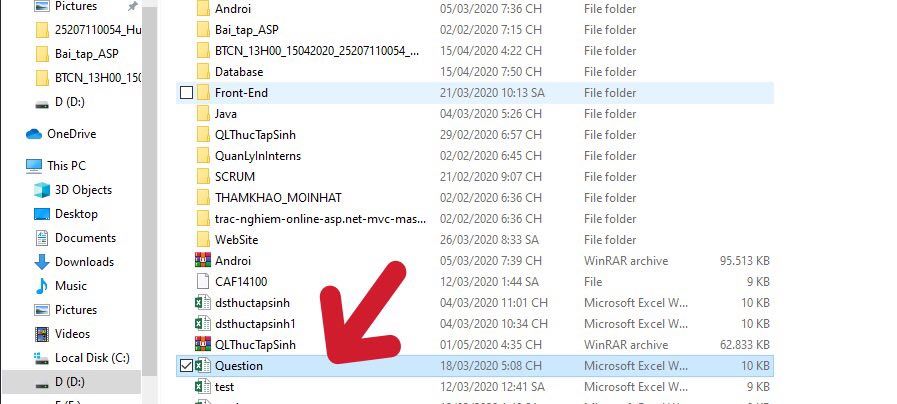 Pictures
25207110054_Hu
Bai_tap_ASP
BTCN_13H00_150
D (D:)
OneDrive
This PC
3D Objects
Desktop
Documents
Downloads
Music
Pictures
Videos
Local Disk (C:)
D (D:)
Androi 05/03/2020 7:36 CH File folder
Bai_tap_ASP 02/02/2020 7:15 CH File folder
BTCN_13H00_15042020_25207110054_... 15/04/2020 4:22 CH File folder
Database 15/04/2020 7:50 CH File folder
Front-End 21/03/2020 10:13 SA File folder
Java 04/03/2020 5:26 CH File folder
QLThucTapSinh 29/02/2020 6:57 CH File folder
QuanLyInInterns 02/02/2020 6:45 CH File folder
SCRUM 21/02/2020 9:07 CH File folder
THAMKHAO_MOINHAT 02/02/2020 6:36 CH File folder
trac-nghiem-online-asp.net-mvc-mas... 02/02/2020 6:36 CH File folder
WebSite 26/03/2020 8:33 SA File folder
Androi 05/03/2020 7:39 CH WinRAR archive 95.513 KB
CAF14100 12/03/2020 1:44 SA File 9 KB
dsthuctapsinh 04/03/2020 11:01 CH Microsoft Excel W... 10 KB
dsthuctapsinh1 04/03/2020 10:34 CH Microsoft Excel W... 10 KB
QLThucTapSinh 01/05/2020 4:35 CH WinRAR archive 62.833 KB
Question 18/03/2020 5:08 CH Microsoft Excel W... 10 KB
test 12/03/2020 12:41 SA Microsoft Excel W... 9 KB